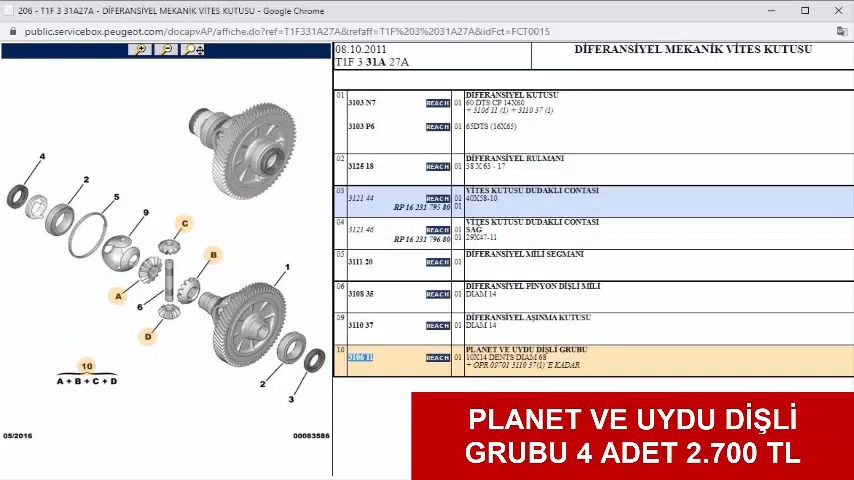 206 - T1F 3 31A27A - DİFERANSİYEL MEKANİK VİTES KUTUSU - Google Chrome
public.servicebox.peugeot.com/docapvAP/affiche.do?ref=T1F331A27A&refaff=T1F%203%2031A27A&idFct=FCT0015
08.10.2011
T1F 3 31A 27A
DİFERANSİYEL MEKANİK VİTES KUTUSU
01
3103 N7 REACH 01 DİFERANSİYEL KUTUSU
60 DTS CP 14X60
+ 3106 11 (1) + 3110 37 (1)
3103 P6 REACH 01 65DTS (16X65)
02
3125 18 REACH 01 DİFERANSİYEL RULMANI
38 X 63 - 17
03
3121 44 REACH 01 VİTES KUTUSU DUDAKLI CONTASI
40X58-10
RP 16 231 795 80 01
04
3121 46 REACH 01 VİTES KUTUSU DUDAKLI CONTASI
SAĞ
RP 16 231 796 80 01 29X47-11
05
3111 20 REACH 01 DİFERANSİYEL MİLİ SEGMANI
06
3108 35 REACH 01 DİFERANSİYEL PİNYON DİŞLİ MİLİ
DIAM 14
09
3110 37 REACH 01 DİFERANSİYEL AŞINMA KUTUSU
DIAM 14
10
3106 11 REACH 01 PLANET VE UYDU DİŞLİ GRUBU
10X14 DENTS DIAM 68
+ OPR 09701 3110 37(1) 'E KADAR
4
2
5
9
C
B
A
6
D
1
2
3
10
A + B + C + D
05/2016
00083586
PLANET VE UYDU DİŞLİ
GRUBU 4 ADET 2.700 TL